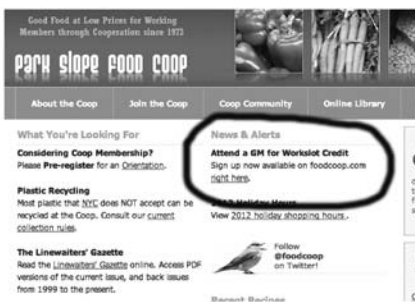 Good Food at Low Prices for Working
Members through Cooperation since 1973
PARK SLOPE FOOD COOP
About the Coop
Join the Coop
Coop Community
Online Library
What You're Looking For
Considering Coop Membership?
Please Pre-register for an Orientation.
Plastic Recycling
Most plastic that NYC does NOT accept can be
recycled at the Coop. Consult our current
collection rules.
The Linewaiters' Gazette
Read the Linewaiters' Gazette online. Access PDF
versions of the current issue, and back issues
from 1999 to the present.
News & Alerts
Attend a GM for Workslot Credit
Sign up now available on foodcoop.com
right here.
2012 Holiday Hours
View 2012 holiday shopping hours.
Follow
@foodcoop
on Twitter!
Recent Recipes